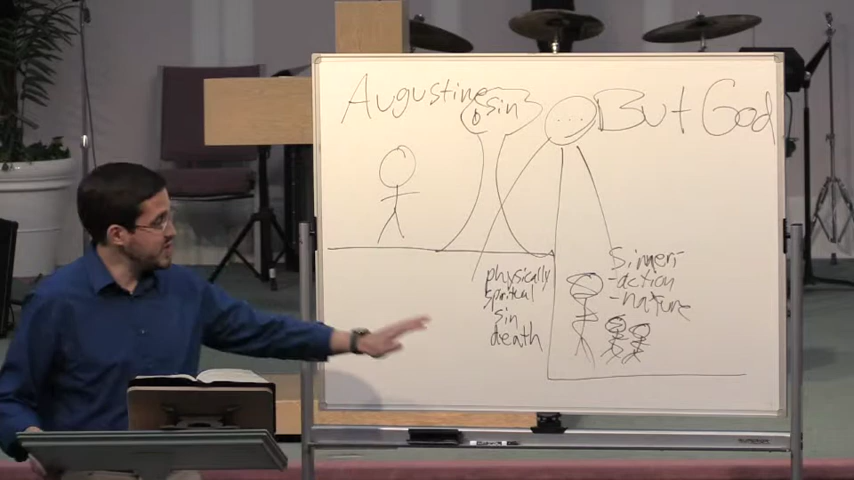 Augustine
sin
But God
physically
spiritual
sin
death
Sinner-
-action
-nature